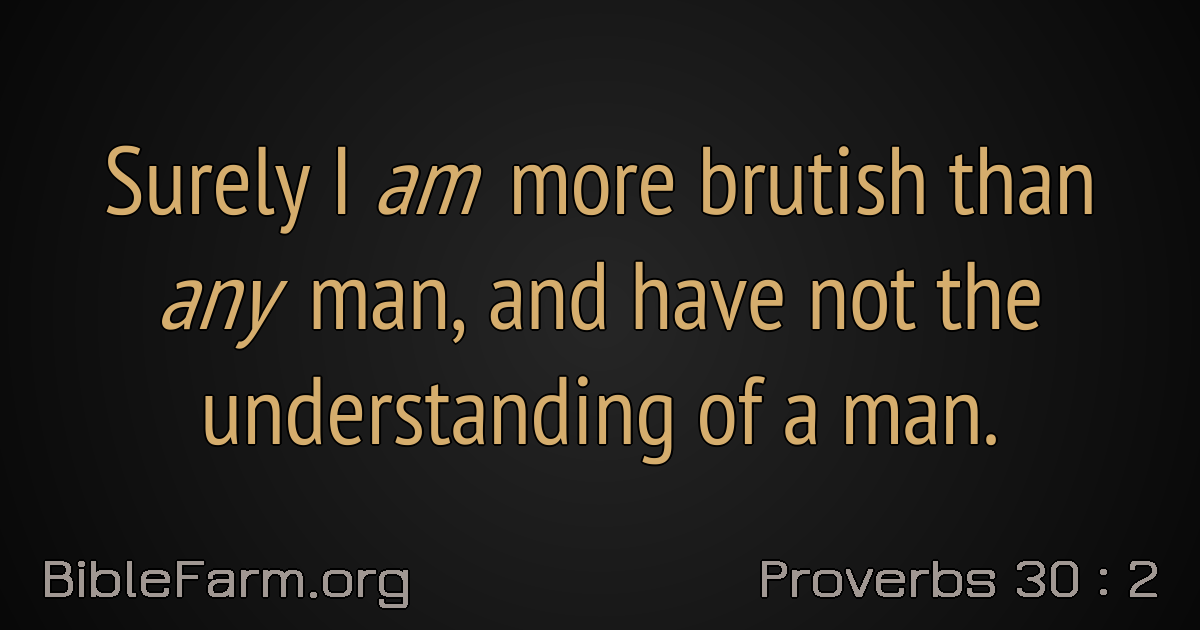 Surely I am more brutish than
any man, and have not the
understanding of a man.
BibleFarm.org
Proverbs 30 : 2